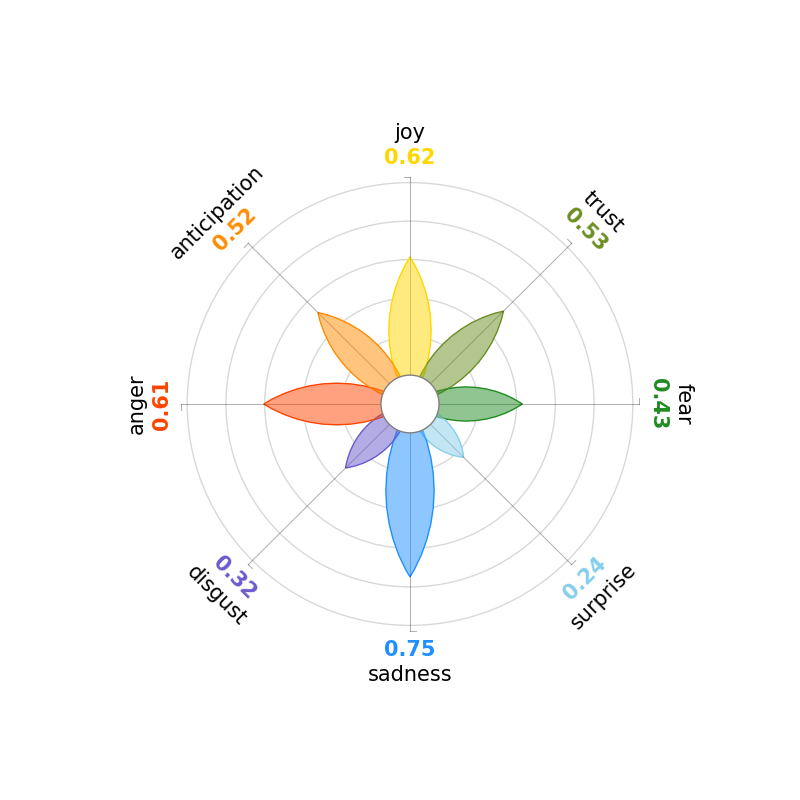 joy
0.62
anticipation
0.52
trust
0.53
anger
0.61
fear
0.43
disgust
0.32
surprise
0.24
0.75
sadness